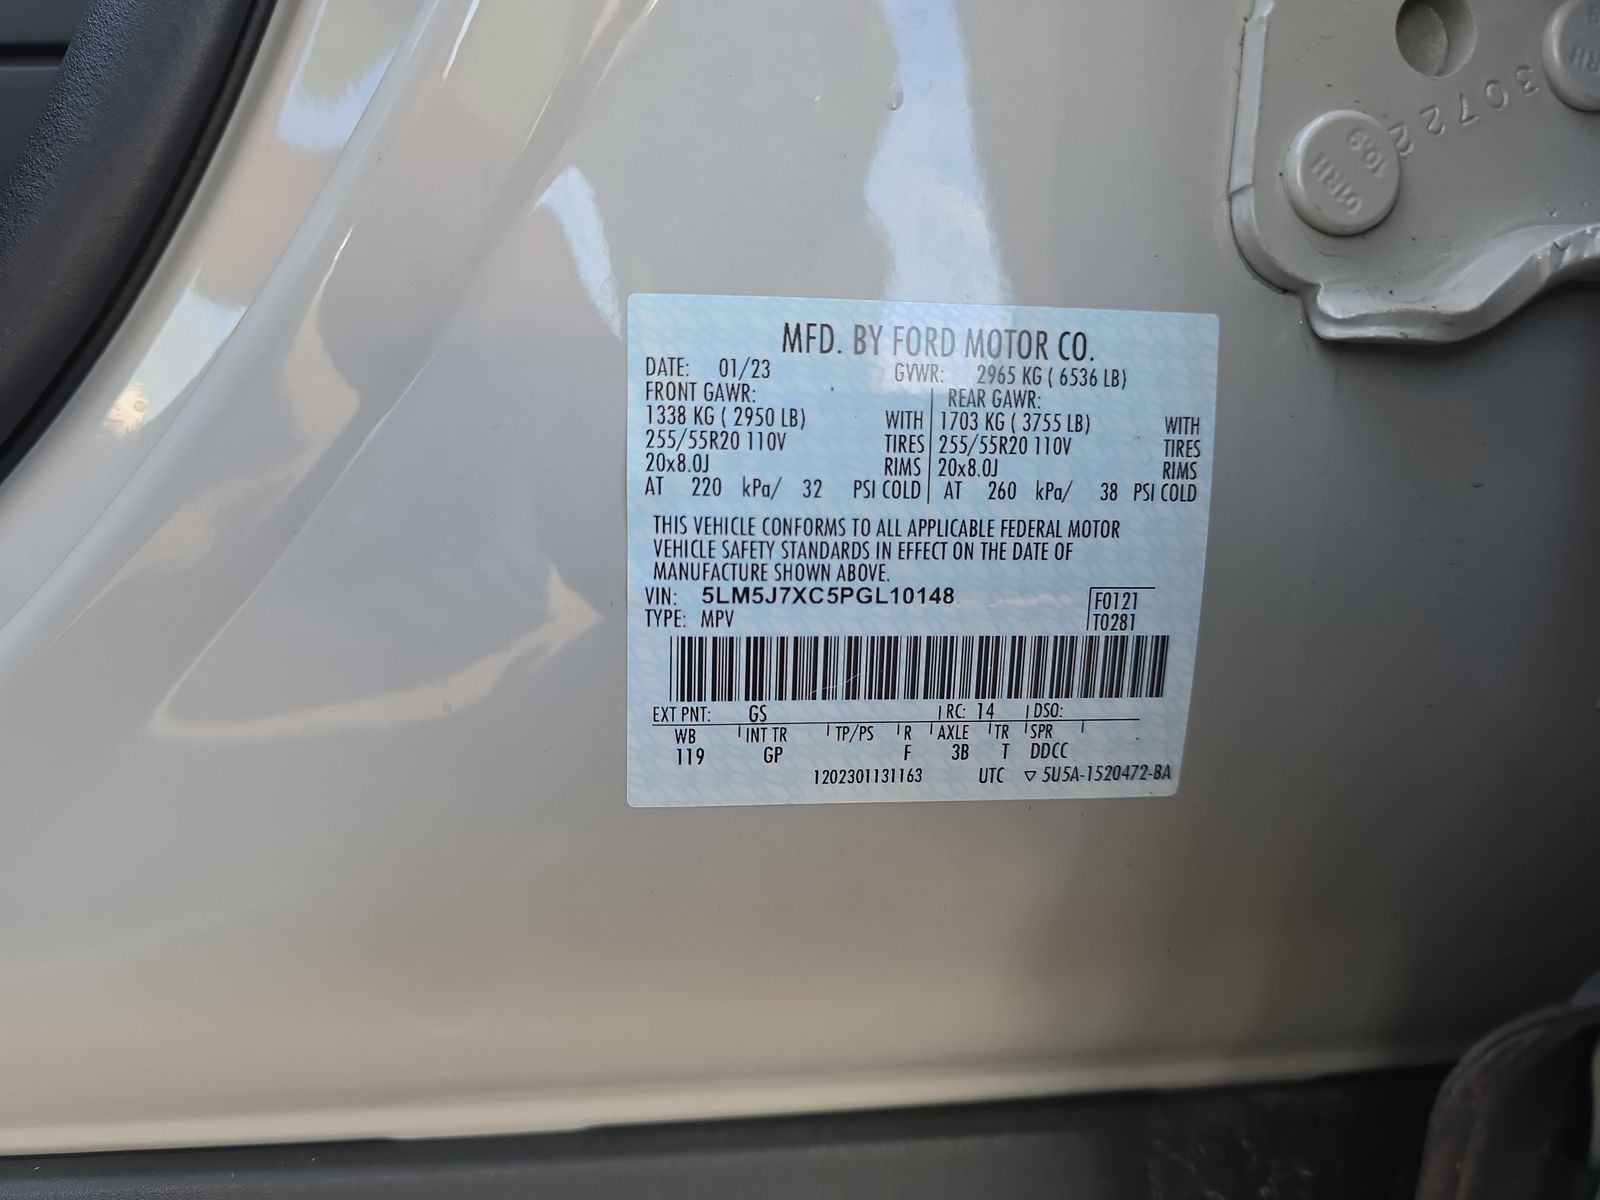 MFD. BY FORD MOTOR CO.
DATE: 01/23 GVWR: 2965 KG ( 6536 LB)
FRONT GAWR: REAR GAWR:
1338 KG ( 2950 LB) WITH 1703 KG ( 3755 LB) WITH
255/55R20 110V TIRES 255/55R20 110V TIRES
20x8.0J RIMS 20x8.0J RIMS
AT 220 kPa/ 32 PSI COLD AT 260 kPa/ 38 PSI COLD
THIS VEHICLE CONFORMS TO ALL APPLICABLE FEDERAL MOTOR
VEHICLE SAFETY STANDARDS IN EFFECT ON THE DATE OF
MANUFACTURE SHOWN ABOVE.
VIN: 5LM5J7XC5PGL10148 F0121
TYPE: MPV T0281
EXT PNT: GS RC: 14 DSO:
WB INT TR TP/PS R AXLE TR SPR
119 GP F 3B T DDCC
1202301131163 UTC ▽ 5U5A-1520472-BA
30722
10.9
RH